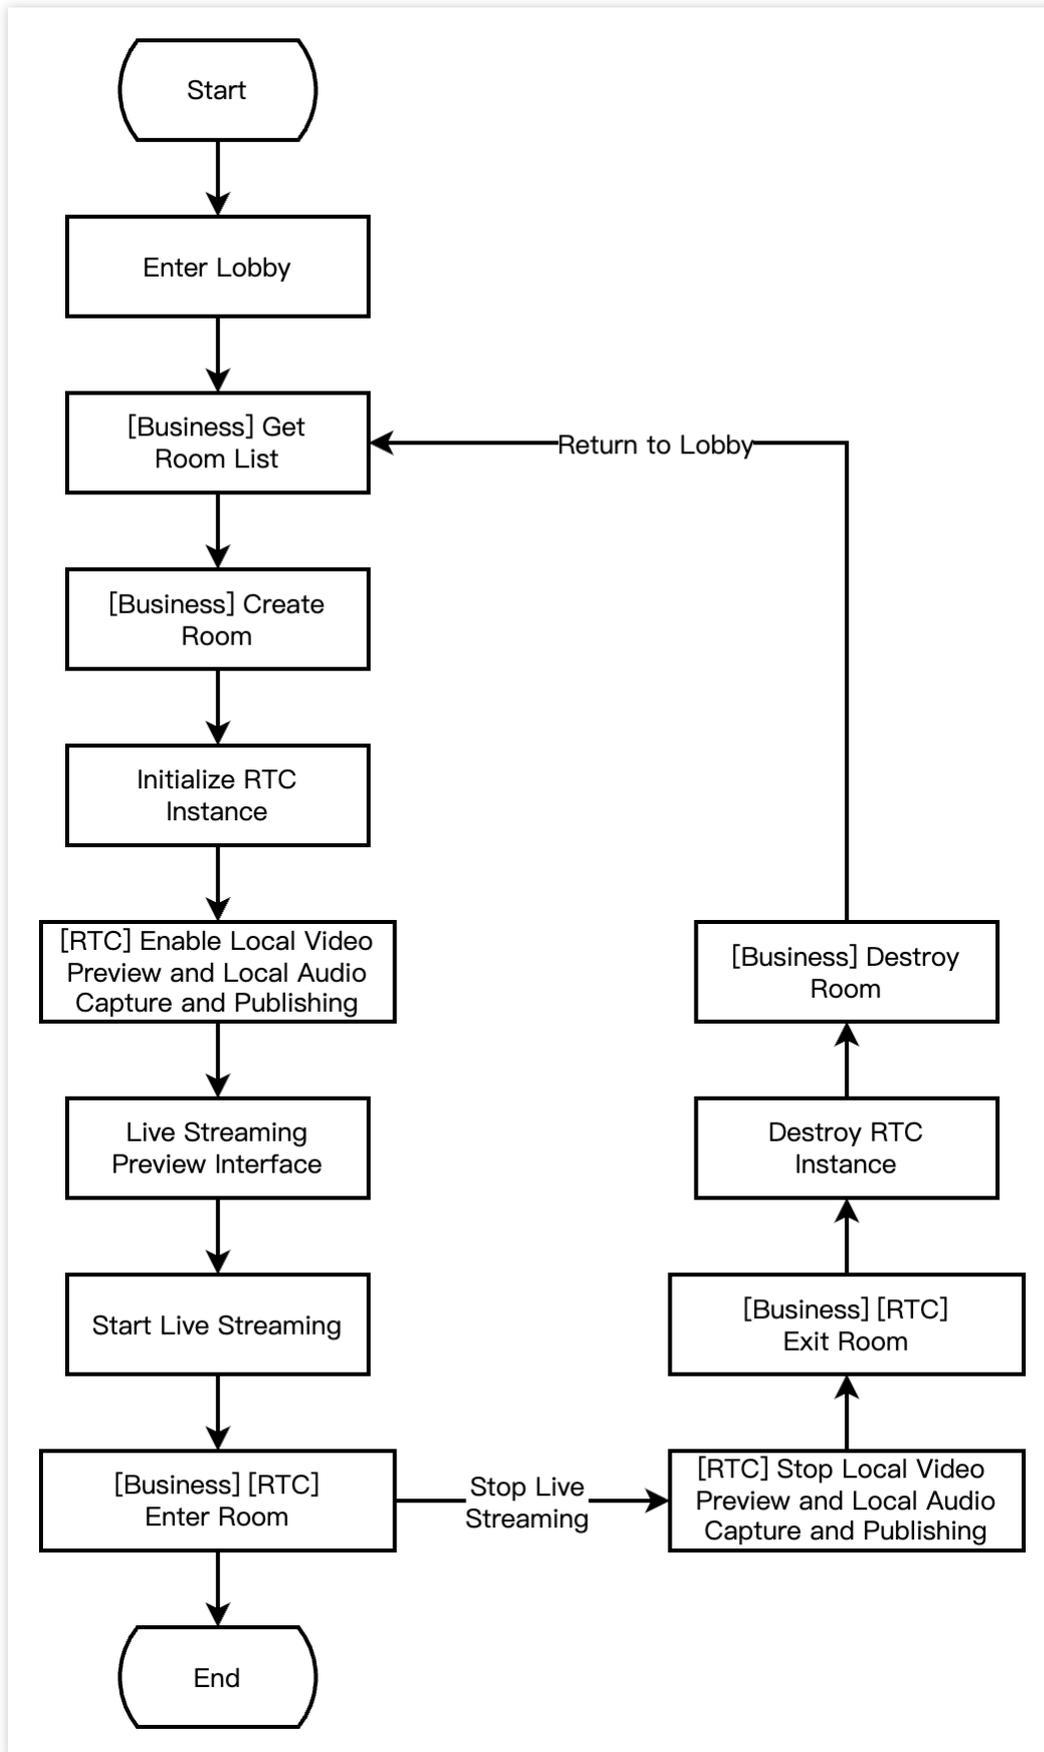 Start
Enter Lobby
[Business] Get
Room List
Return to Lobby
[Business] Create
Room
Initialize RTC
Instance
[RTC] Enable Local Video
Preview and Local Audio
Capture and Publishing
[Business] Destroy
Room
Live Streaming
Preview Interface
Destroy RTC
Instance
Start Live Streaming
[Business] [RTC]
Exit Room
[Business] [RTC]
Enter Room
Stop Live
Streaming
[RTC] Stop Local Video
Preview and Local Audio
Capture and Publishing
End